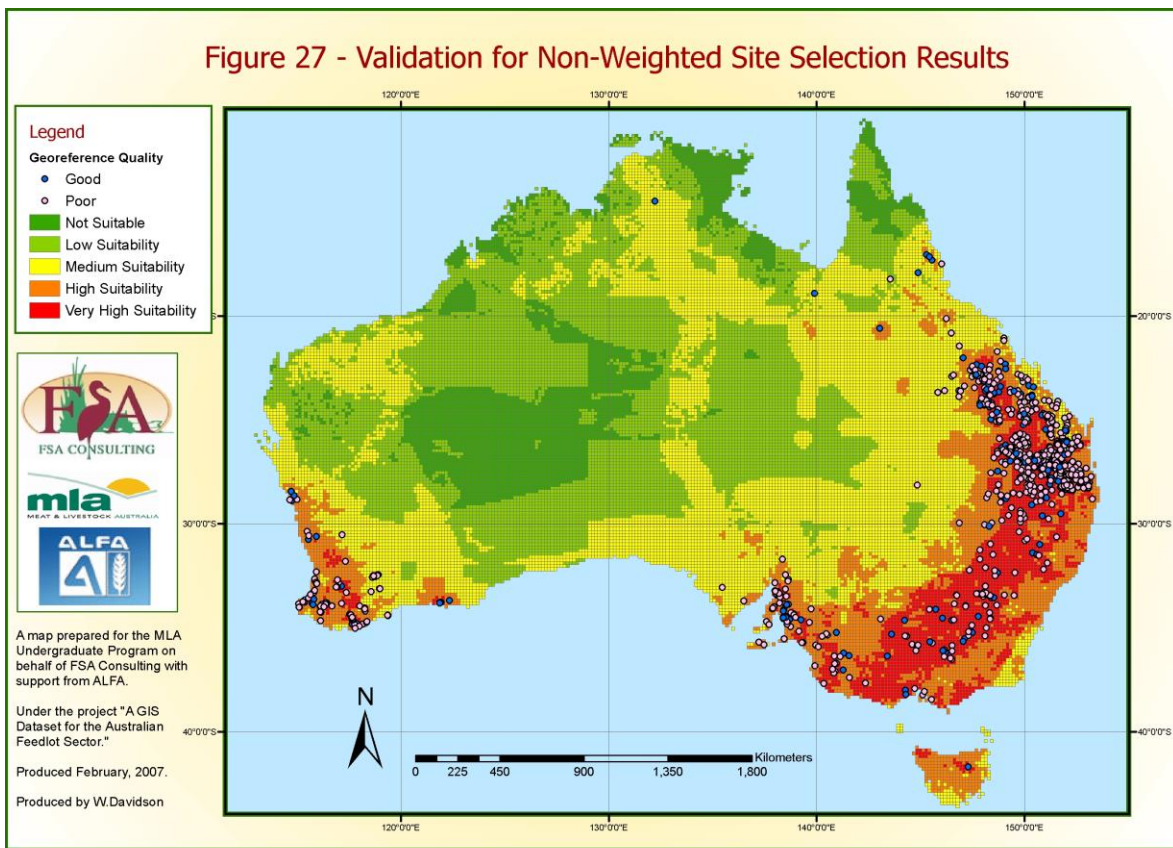 Figure 27 - Validation for Non-Weighted Site Selection Results
120°0'0"E
130°0'0"E
140°0'0"E
150°0'0"E
Legend
Georeference Quality
Good
Poor
Not Suitable
Low Suitability
Medium Suitability
High Suitability
Very High Suitability
0°0'S
20°0'0"S
FSA
FSA CONSULTING
mla
MEAT & LIVESTOCK AUSTRALIA
30°0'0"S
30°0'0"S
ALFA
A map prepared for the MLA
Undergraduate Program on
behalf of FSA Consulting with
support from ALFA.
Under the project "A GIS
Dataset for the Australian
Feedlot Sector."
Produced February, 2007.
Produced by W.Davidson
N
40°0'0"S
40°0'0"S
Kilometers
0 225 450 900 1,350 1,800
120°0'0"E
130°0'0"E
140°0'0"E
150°0'0"E